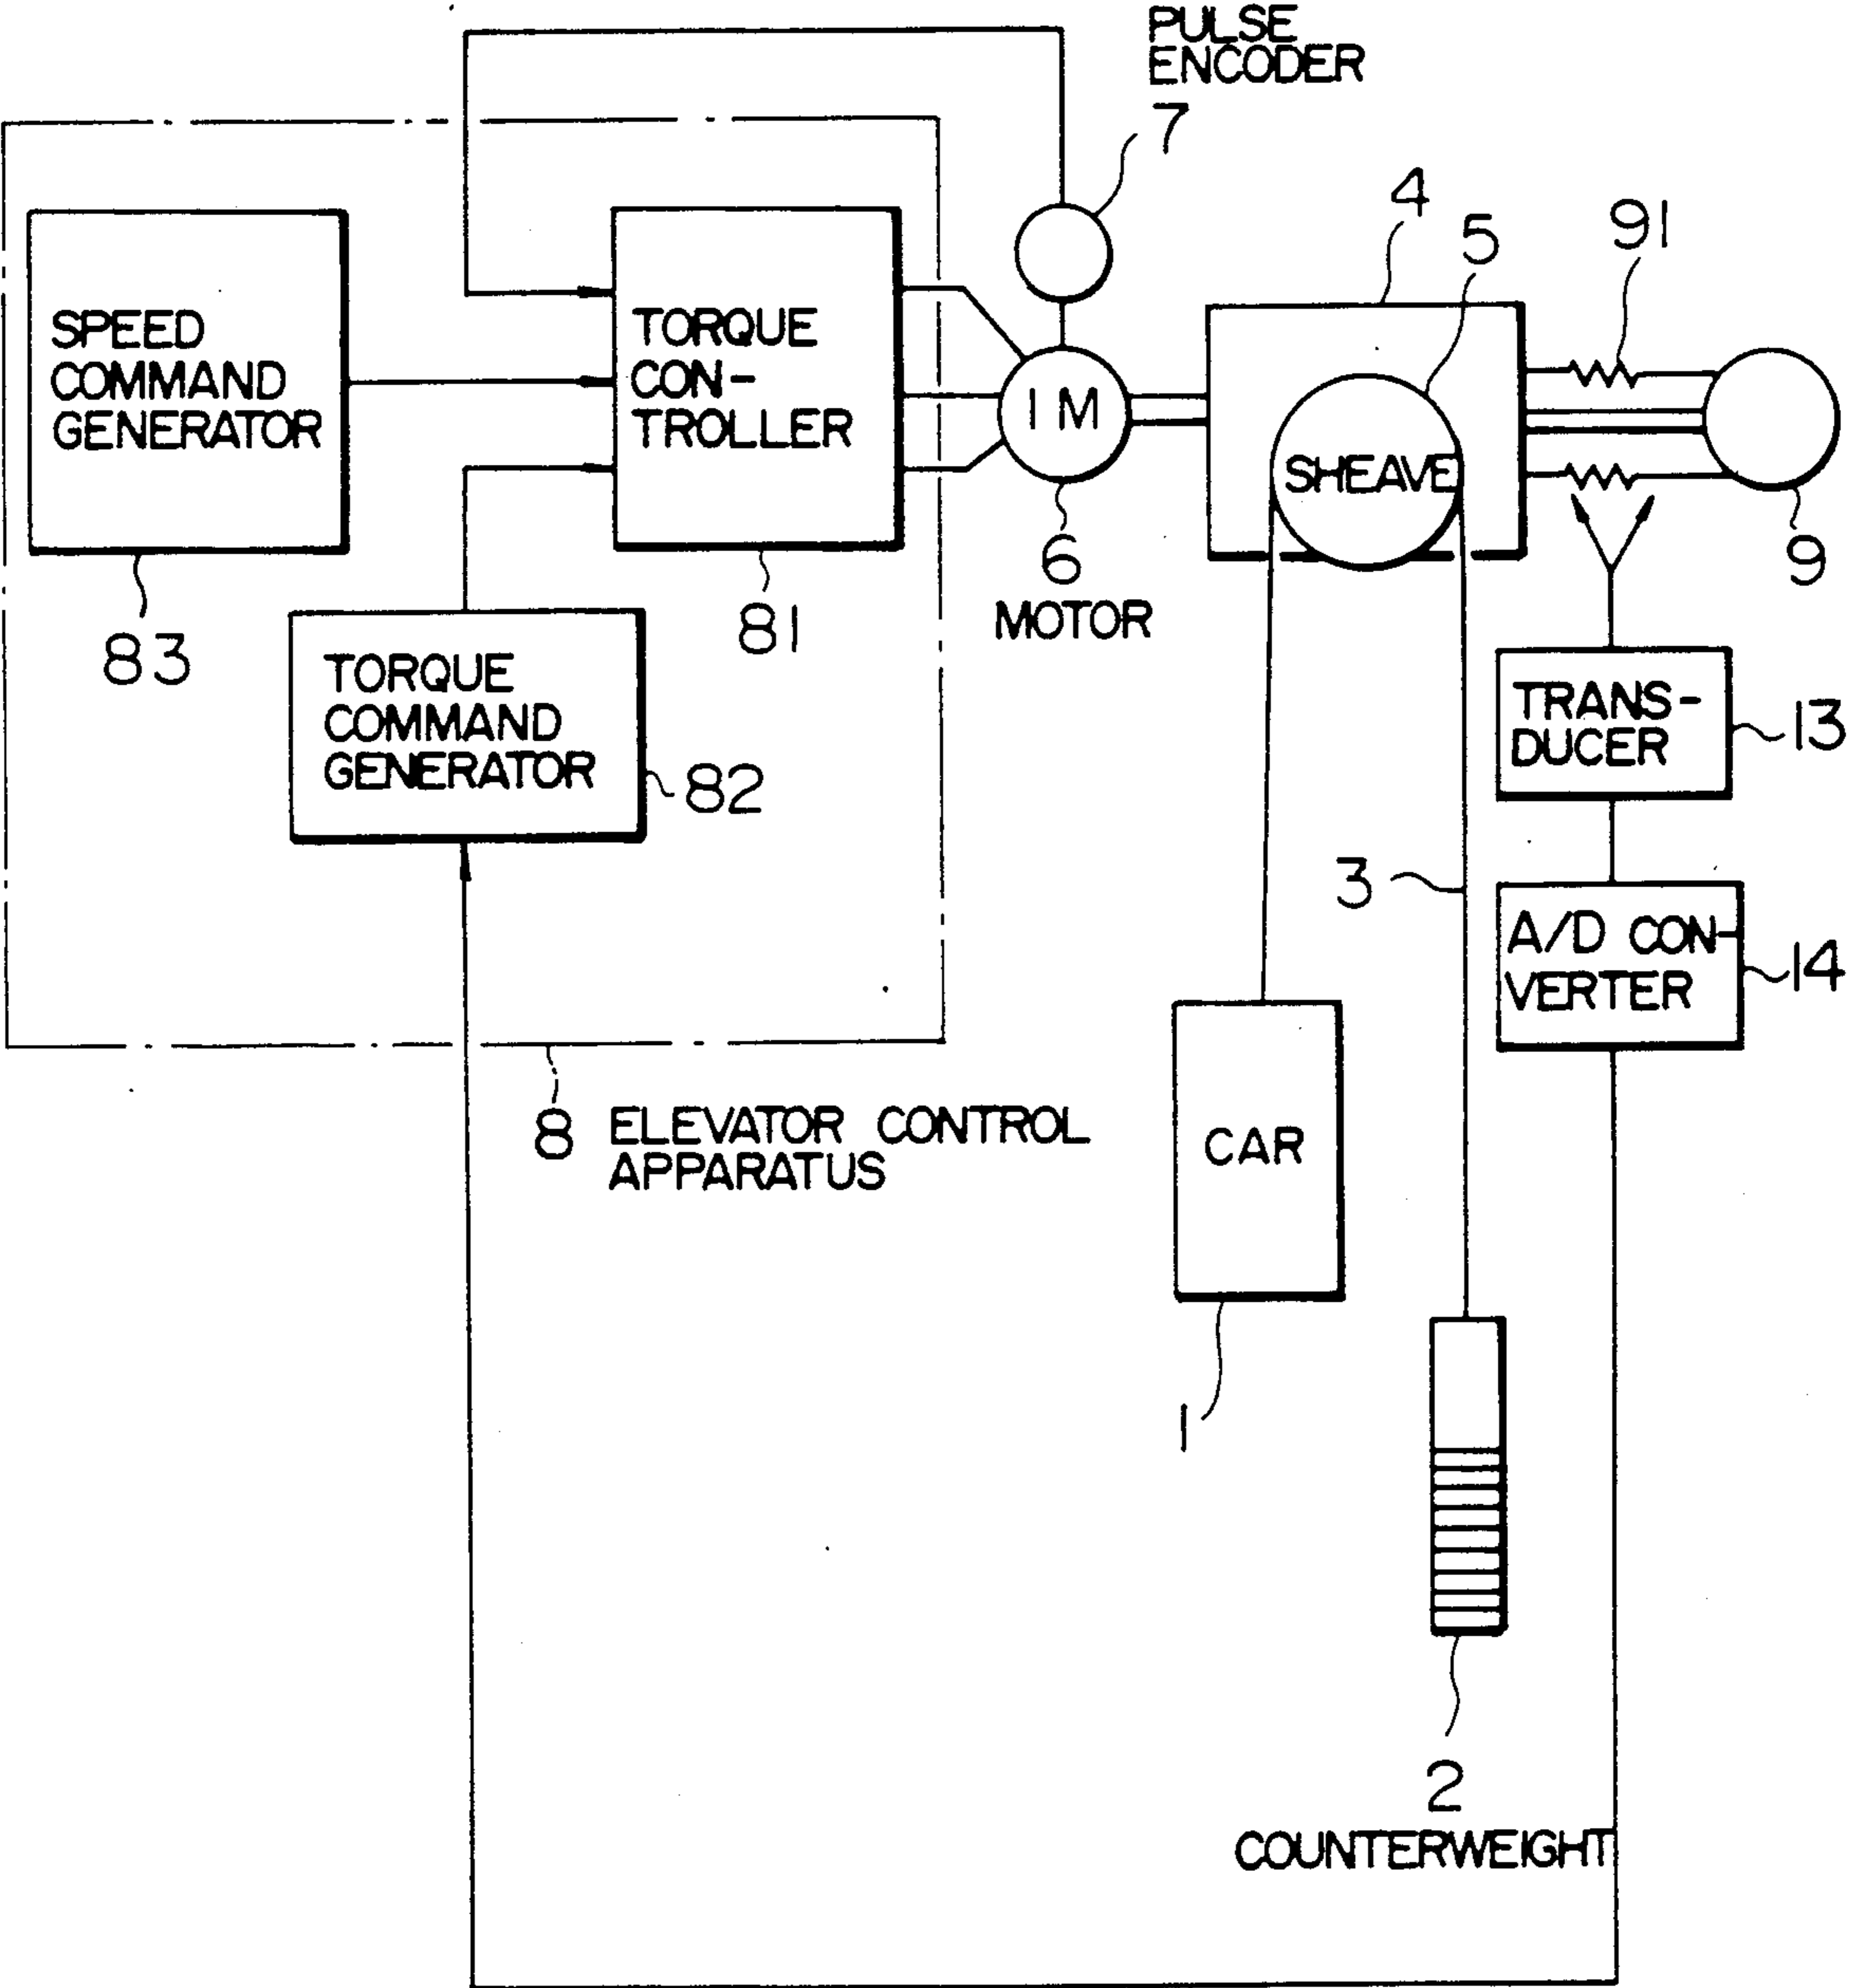 PULSE
ENCODER
7
4
5
91
SPEED
COMMAND
GENERATOR
TORQUE
CON-
TROLLER
IM
SHEAVE
6
MOTOR
9
83
81
TORQUE
COMMAND
GENERATOR
82
TRANS-
DUCER
13
3
A/D CON-
VERTER
14
8 ELEVATOR CONTROL
APPARATUS
CAR
1
2
COUNTERWEIGHT